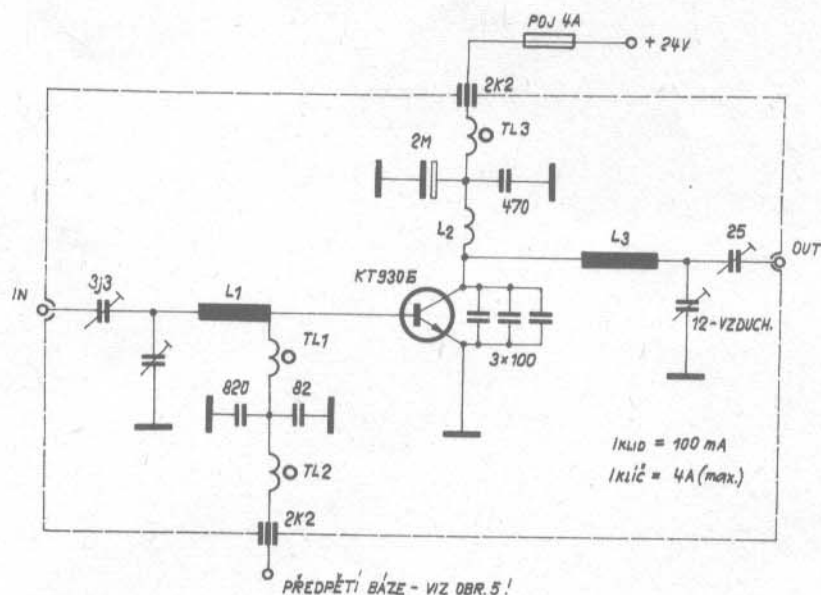 POJ 4A
+ 24V
2K2
TL3
2M
470
L2
L3
25
OUT
KT930Б
3j3
L1
IN
12-VZDUCH.
TL1
3×100
820
82
IKLID = 100 mA
IKLÍČ = 4A (max.)
TL2
2K2
PŘEDPĚTÍ BÁZE - VIZ OBR. 5!